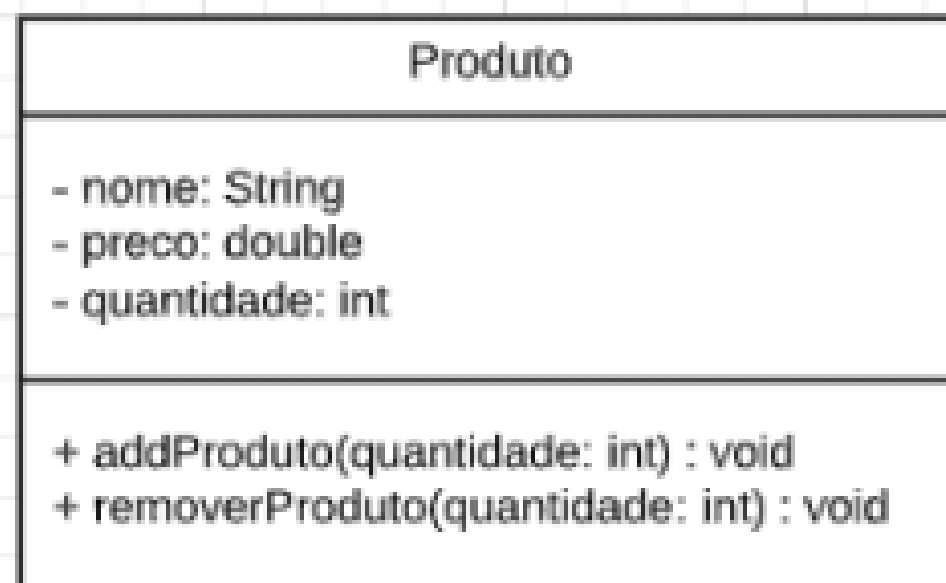 Produto
- nome: String
- preco: double
- quantidade: int
+ addProduto(quantidade: int) : void
+ removerProduto(quantidade: int) : void